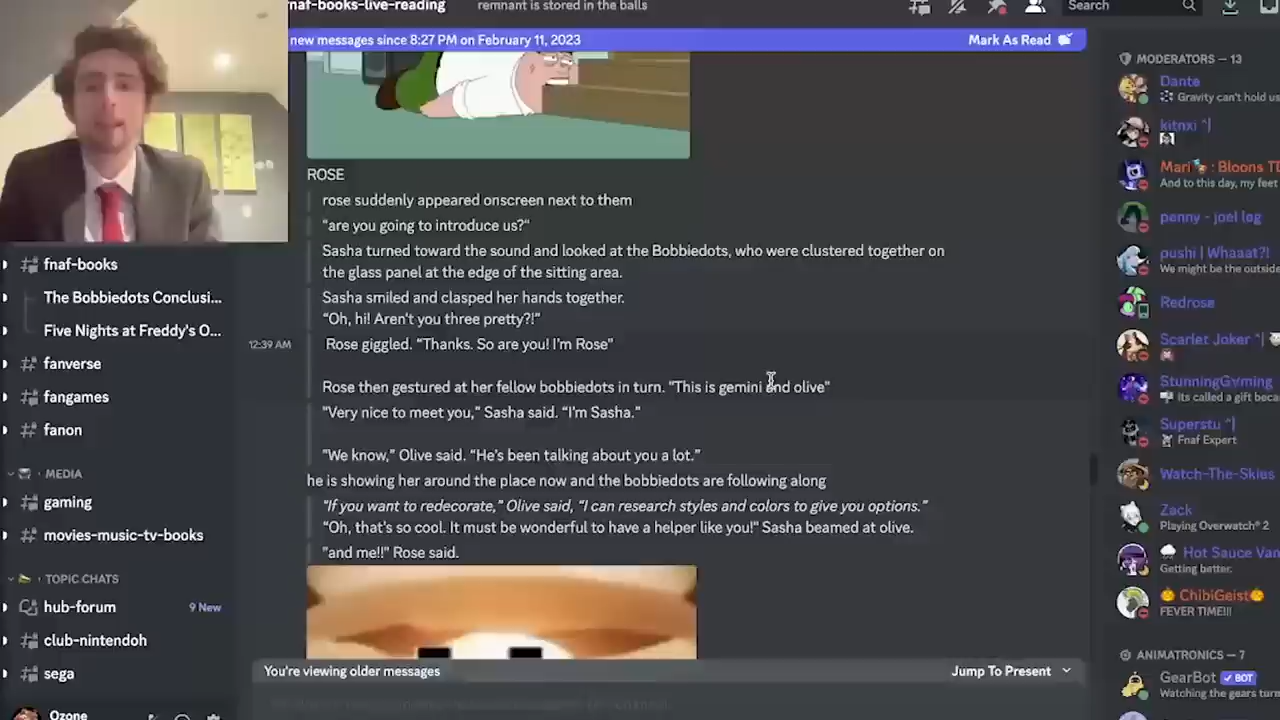 fnaf-books-live-reading
remnant is stored in the balls
Search
new messages since 8:27 PM on February 11, 2023
Mark As Read
ROSE
rose suddenly appeared onscreen next to them
"are you going to introduce us?"
Sasha turned toward the sound and looked at the Bobbiedots, who were clustered together on
the glass panel at the edge of the sitting area.
Sasha smiled and clasped her hands together.
"Oh, hi! Aren't you three pretty?!"
12:39 AM
Rose giggled. "Thanks. So are you! I'm Rose"
Rose then gestured at her fellow bobbiedots in turn. "This is gemini and olive"
"Very nice to meet you," Sasha said. "I'm Sasha."
"We know," Olive said. "He's been talking about you a lot."
he is showing her around the place now and the bobbiedots are following along
"If you want to redecorate," Olive said, "I can research styles and colors to give you options."
"Oh, that's so cool. It must be wonderful to have a helper like you!" Sasha beamed at olive.
"and me!!" Rose said.
You're viewing older messages
Jump To Present
fnaf-books
The Bobbiedots Conclusi...
Five Nights at Freddy's O...
fanverse
fangames
fanon
MEDIA
gaming
movies-music-tv-books
TOPIC CHATS
hub-forum
9 New
club-nintendoh
sega
Ozone
MODERATORS — 13
Dante
Gravity can't hold us
kitnxi ^|
Mari : Bloons TD
And to this day, my feet
penny - joel log
pushi | Whaaat?!
We might be the outside
Redrose
Scarlet Joker ^|
StunningGvming
its called a gift beca
Superstu ^|
Fnaf Expert
Watch-The-Skies
Zack
Playing Overwatch® 2
Hot Sauce Van
Getting better.
ChibiGeist
FEVER TIME!!!
ANIMATRONICS — 7
GearBot
BOT
Watching the gears turn